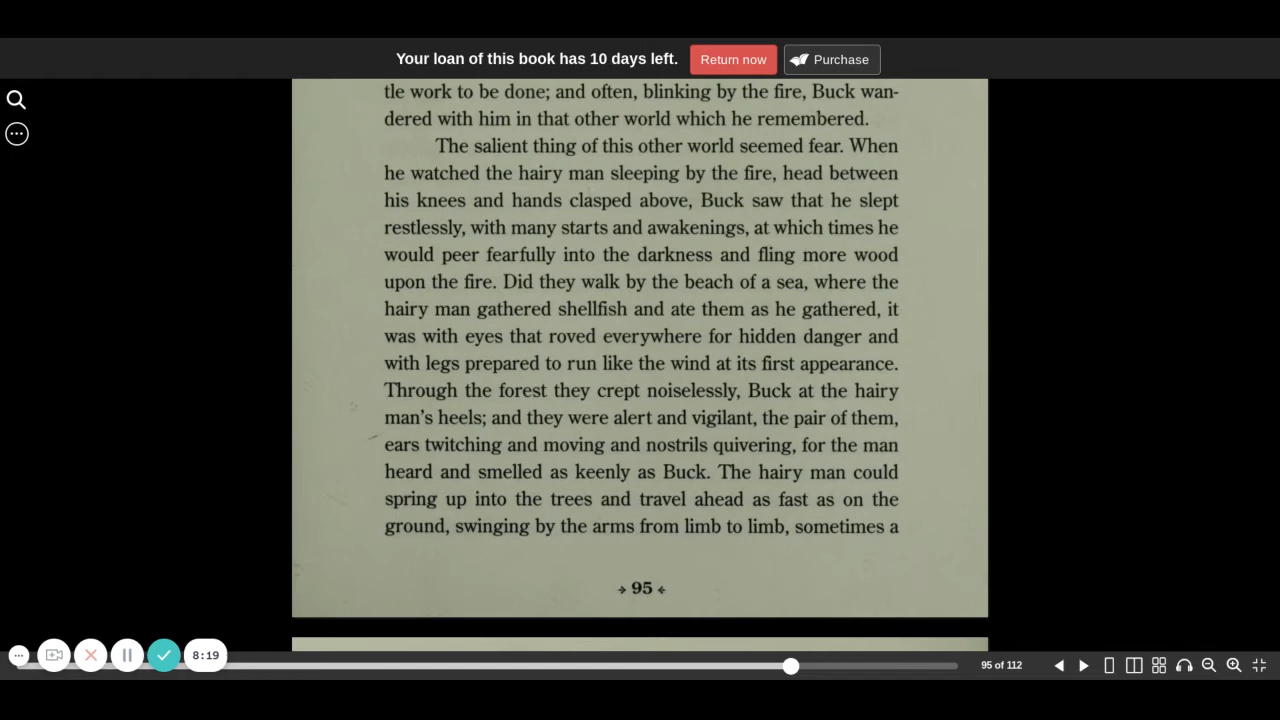 Your loan of this book has 10 days left. Return now Purchase
tle work to be done; and often, blinking by the fire, Buck wan-
dered with him in that other world which he remembered.
The salient thing of this other world seemed fear. When
he watched the hairy man sleeping by the fire, head between
his knees and hands clasped above, Buck saw that he slept
restlessly, with many starts and awakenings, at which times he
would peer fearfully into the darkness and fling more wood
upon the fire. Did they walk by the beach of a sea, where the
hairy man gathered shellfish and ate them as he gathered, it
was with eyes that roved everywhere for hidden danger and
with legs prepared to run like the wind at its first appearance.
Through the forest they crept noiselessly, Buck at the hairy
man's heels; and they were alert and vigilant, the pair of them,
ears twitching and moving and nostrils quivering, for the man
heard and smelled as keenly as Buck. The hairy man could
spring up into the trees and travel ahead as fast as on the
ground, swinging by the arms from limb to limb, sometimes a
95
8:19
95 of 112